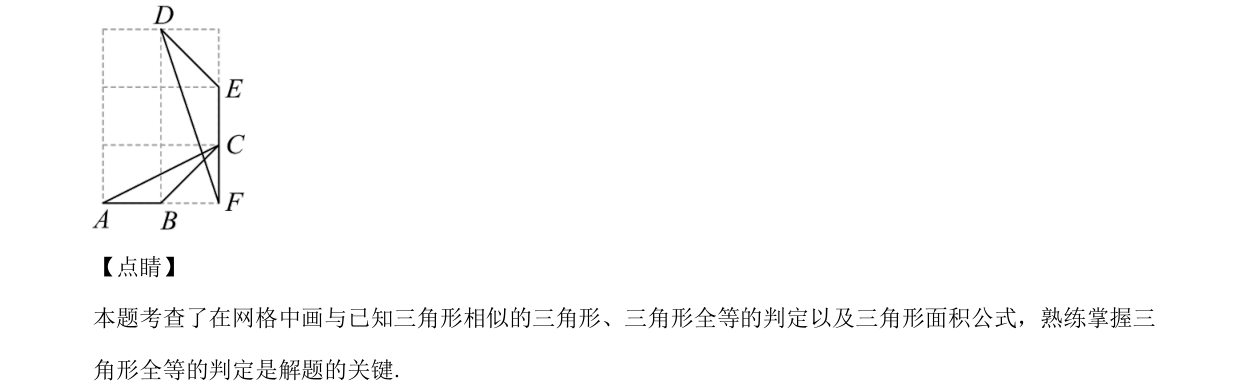 D
E
C
A
B
F
【点睛】
本题考查了在网格中画与已知三角形相似的三角形、三角形全等的判定以及三角形面积公式，熟练掌握三
角形全等的判定是解题的关键.